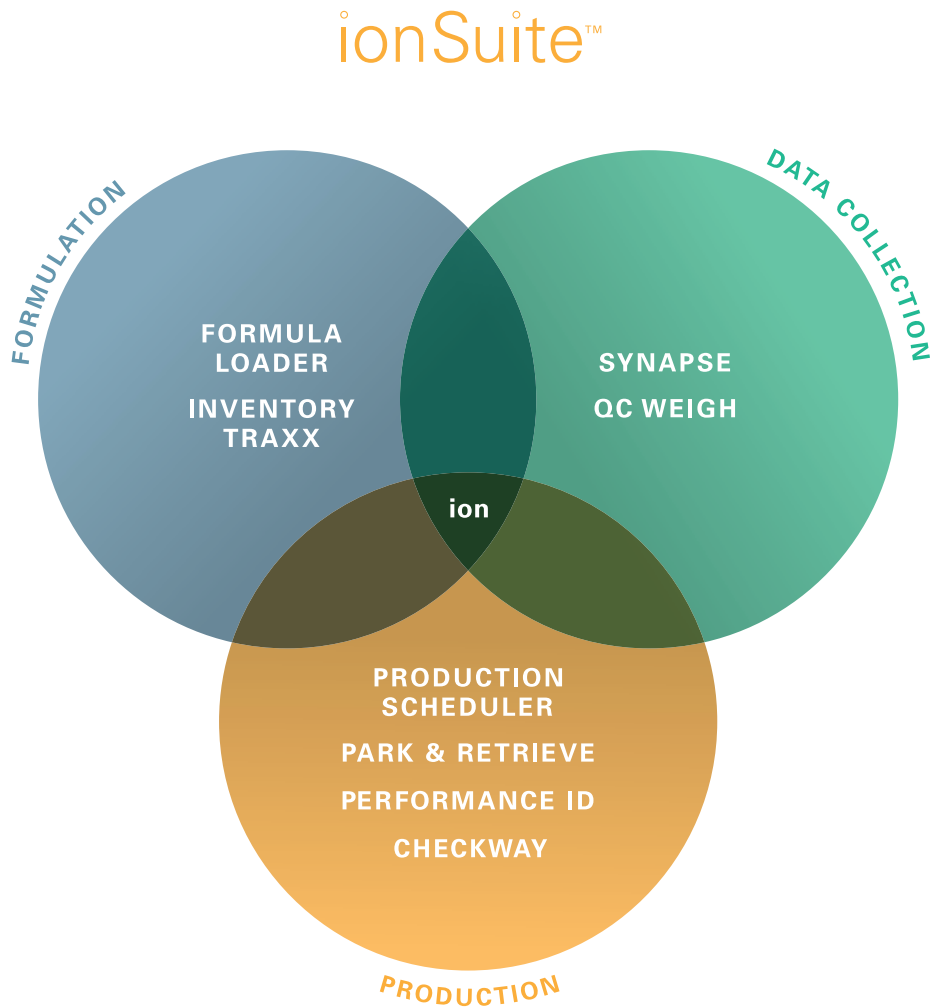 ionSuite™
FORMULATION
DATA COLLECTION
FORMULA
LOADER
INVENTORY
TRAXX
SYNAPSE
QC WEIGH
ion
PRODUCTION
SCHEDULER
PARK & RETRIEVE
PERFORMANCE ID
CHECKWAY
PRODUCTION